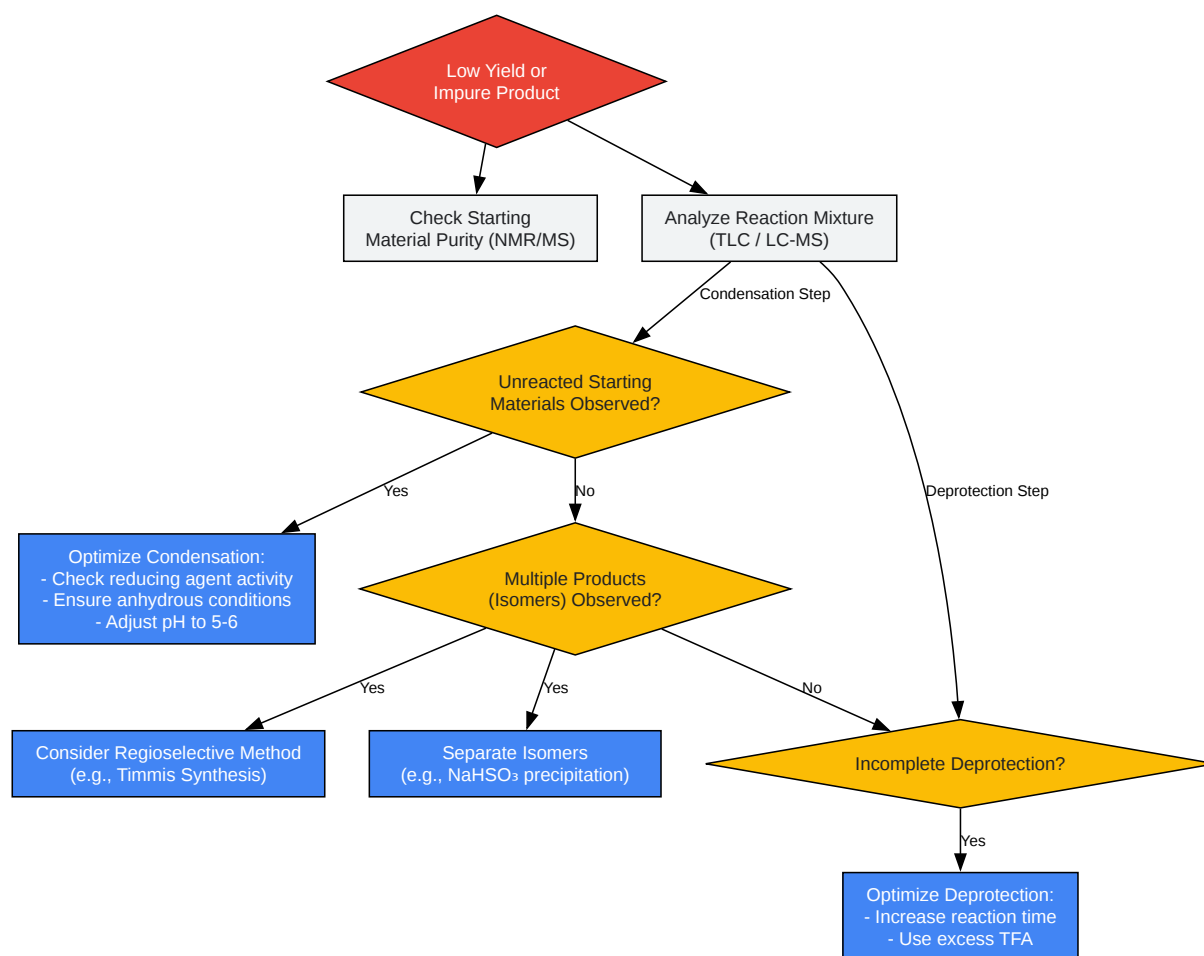 Low Yield or
Impure Product
Check Starting
Material Purity (NMR/MS)
Analyze Reaction Mixture
(TLC / LC-MS)
Condensation Step
Unreacted Starting
Materials Observed?
Yes
No
Deprotection Step
Optimize Condensation:
- Check reducing agent activity
- Ensure anhydrous conditions
- Adjust pH to 5-6
Multiple Products
(Isomers) Observed?
Yes
Yes
No
Consider Regioselective Method
(e.g., Timmis Synthesis)
Separate Isomers
(e.g., NaHSO₃ precipitation)
Incomplete Deprotection?
Yes
Optimize Deprotection:
- Increase reaction time
- Use excess TFA